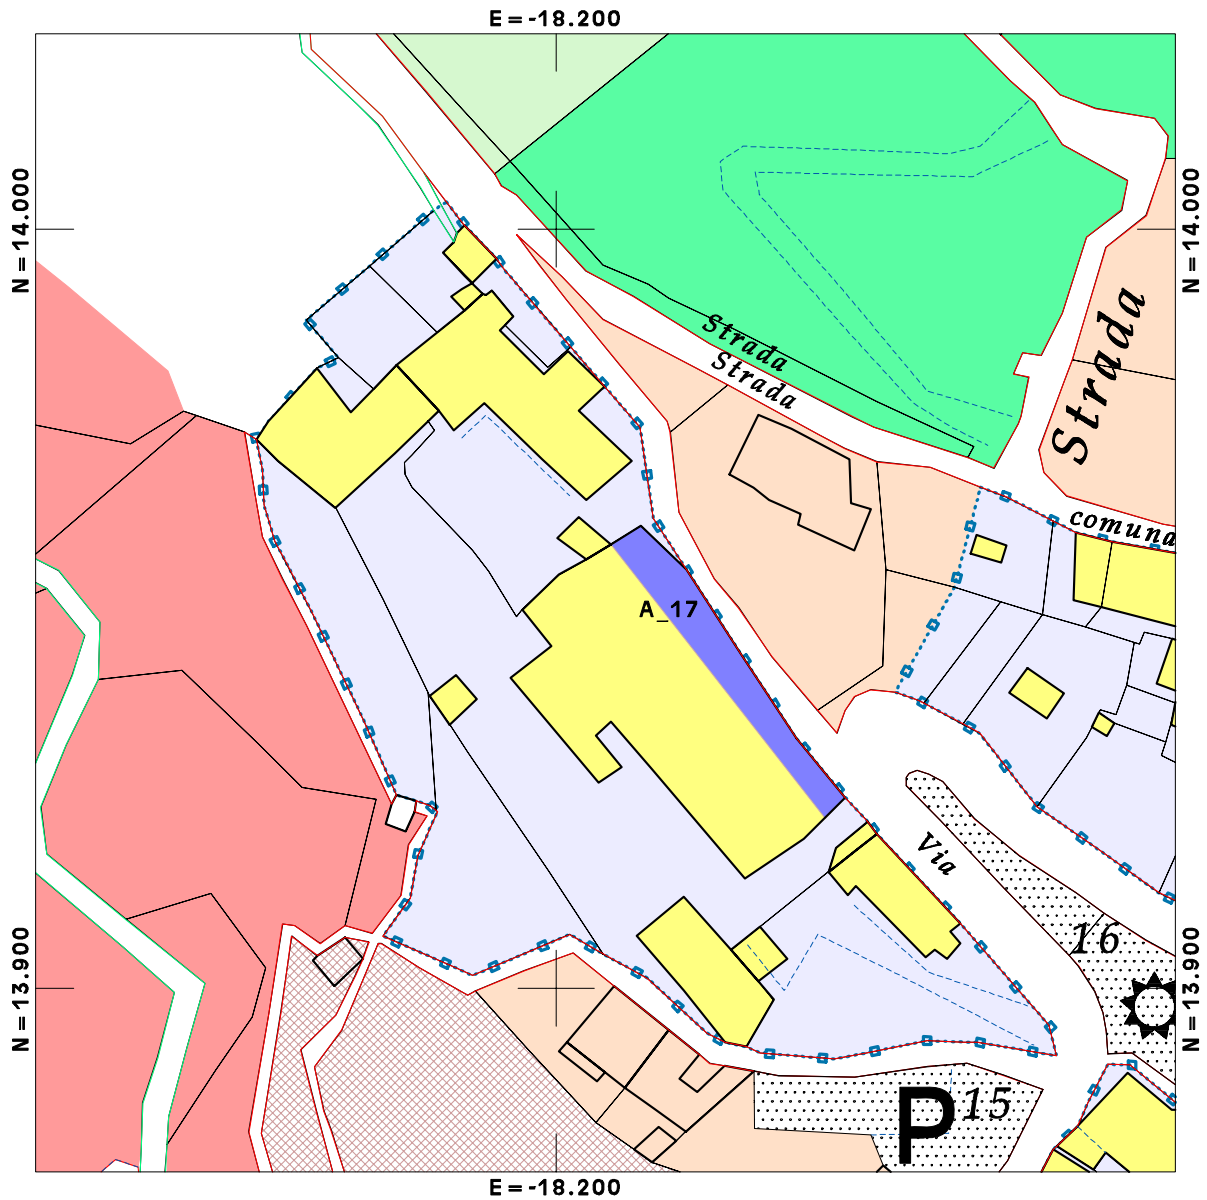 E = -18.200
N = 14.000
N = 14.000
Strada
Strada
Strada
comuna
A_17
Via
16
N = 13.900
N = 13.900
P
15
E = -18.200